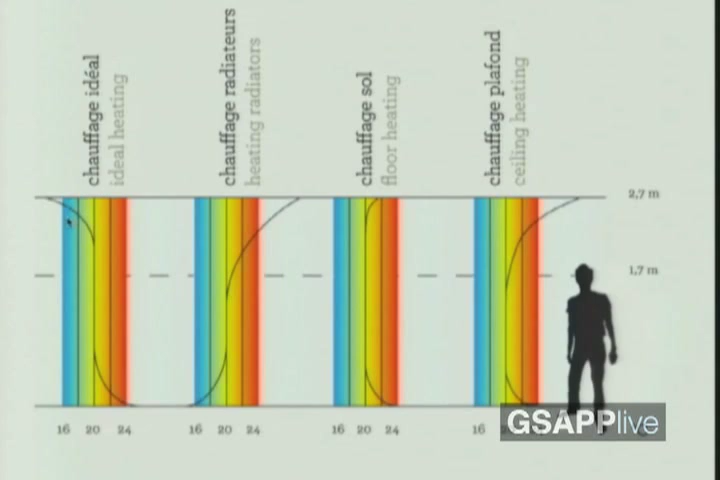 chauffage idéal
ideal heating
chauffage radiateurs
heating radiators
chauffage sol
floor heating
chauffage plafond
ceiling heating
2,7 m
1,7 m
16 20 24
16 20 24
16 20 24
16
GSAPPlive